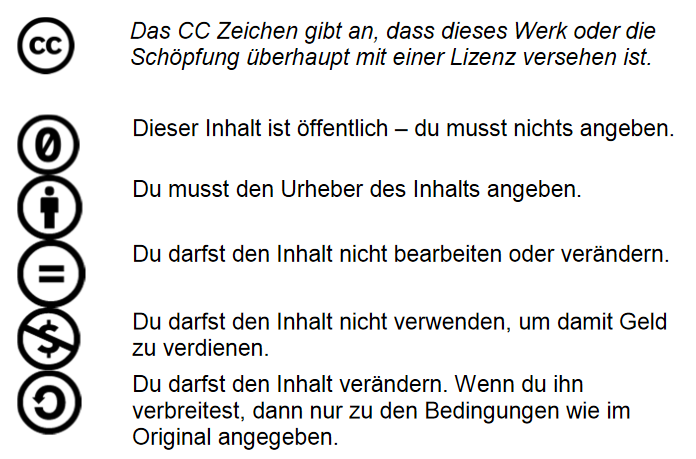 cc
Das CC Zeichen gibt an, dass dieses Werk oder die
Schöpfung überhaupt mit einer Lizenz versehen ist.
0
Dieser Inhalt ist öffentlich – du musst nichts angeben.
Du musst den Urheber des Inhalts angeben.
=
Du darfst den Inhalt nicht bearbeiten oder verändern.
$
Du darfst den Inhalt nicht verwenden, um damit Geld
zu verdienen.
Du darfst den Inhalt verändern. Wenn du ihn
verbreitest, dann nur zu den Bedingungen wie im
Original angegeben.